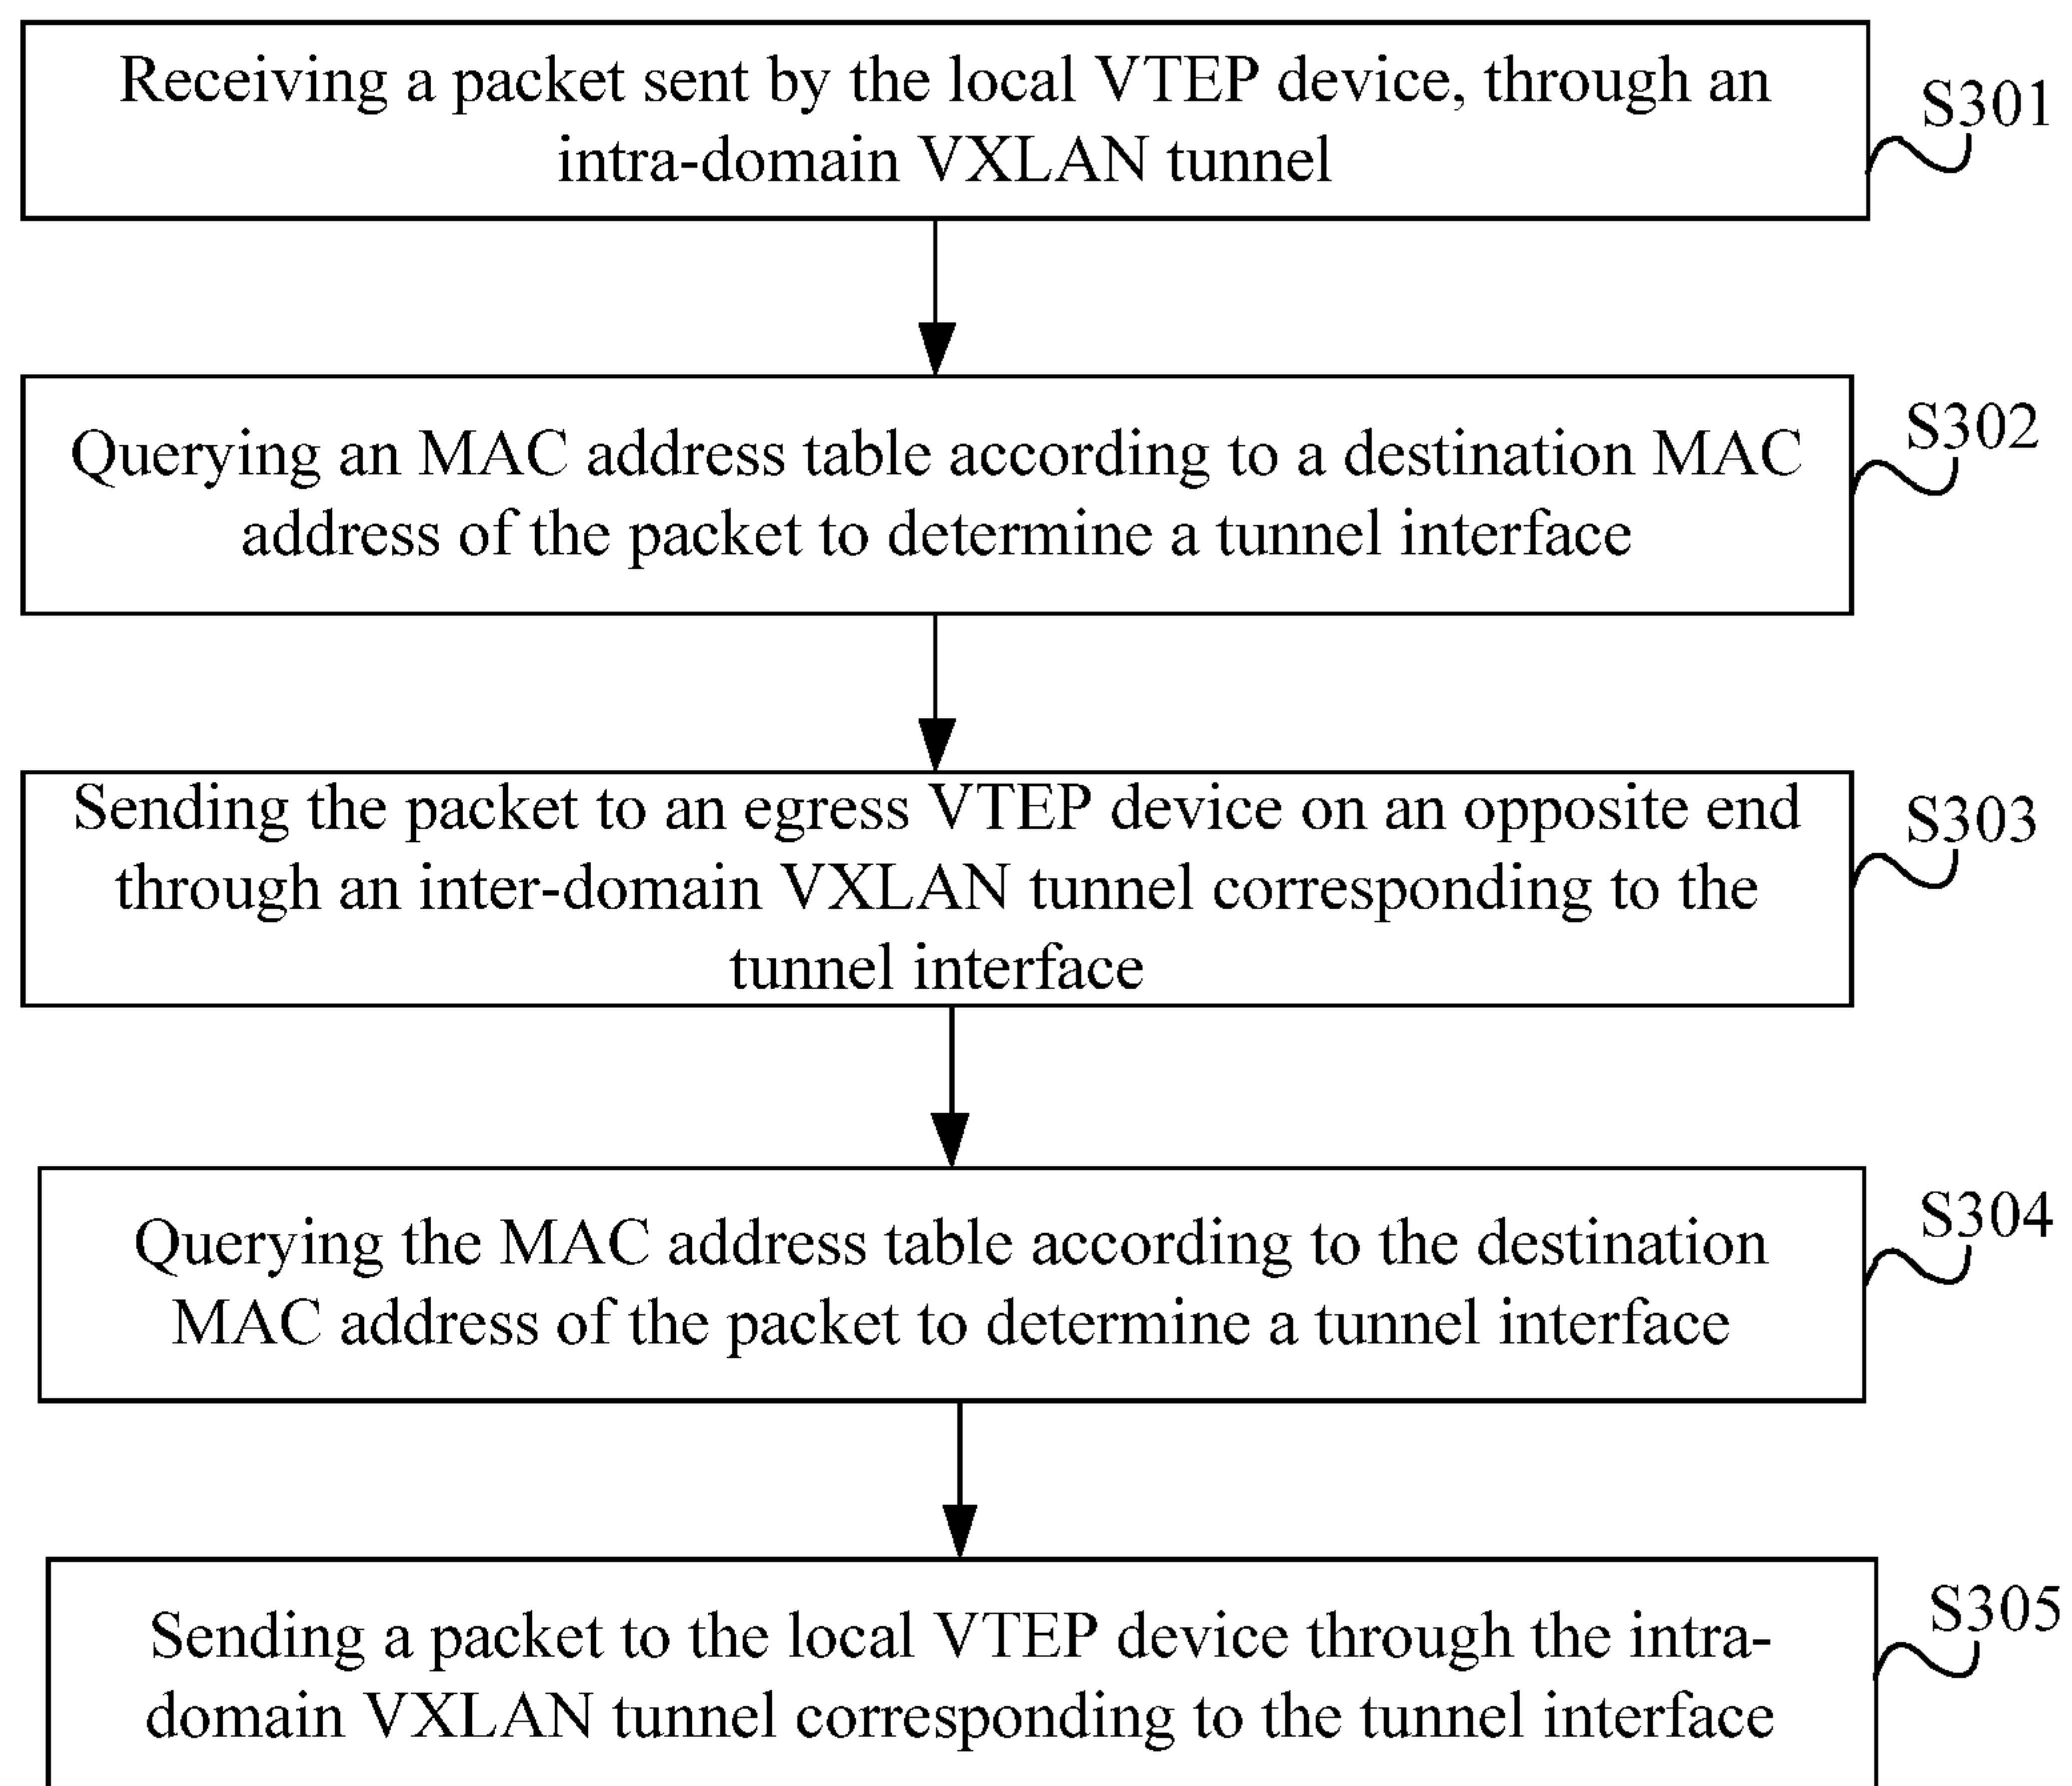 Receiving a packet sent by the local VTEP device, through an
intra-domain VXLAN tunnel
S301
Querying an MAC address table according to a destination MAC
address of the packet to determine a tunnel interface
S302
Sending the packet to an egress VTEP device on an opposite end
through an inter-domain VXLAN tunnel corresponding to the
tunnel interface
S303
Querying the MAC address table according to the destination
MAC address of the packet to determine a tunnel interface
S304
Sending a packet to the local VTEP device through the intra-
domain VXLAN tunnel corresponding to the tunnel interface
S305